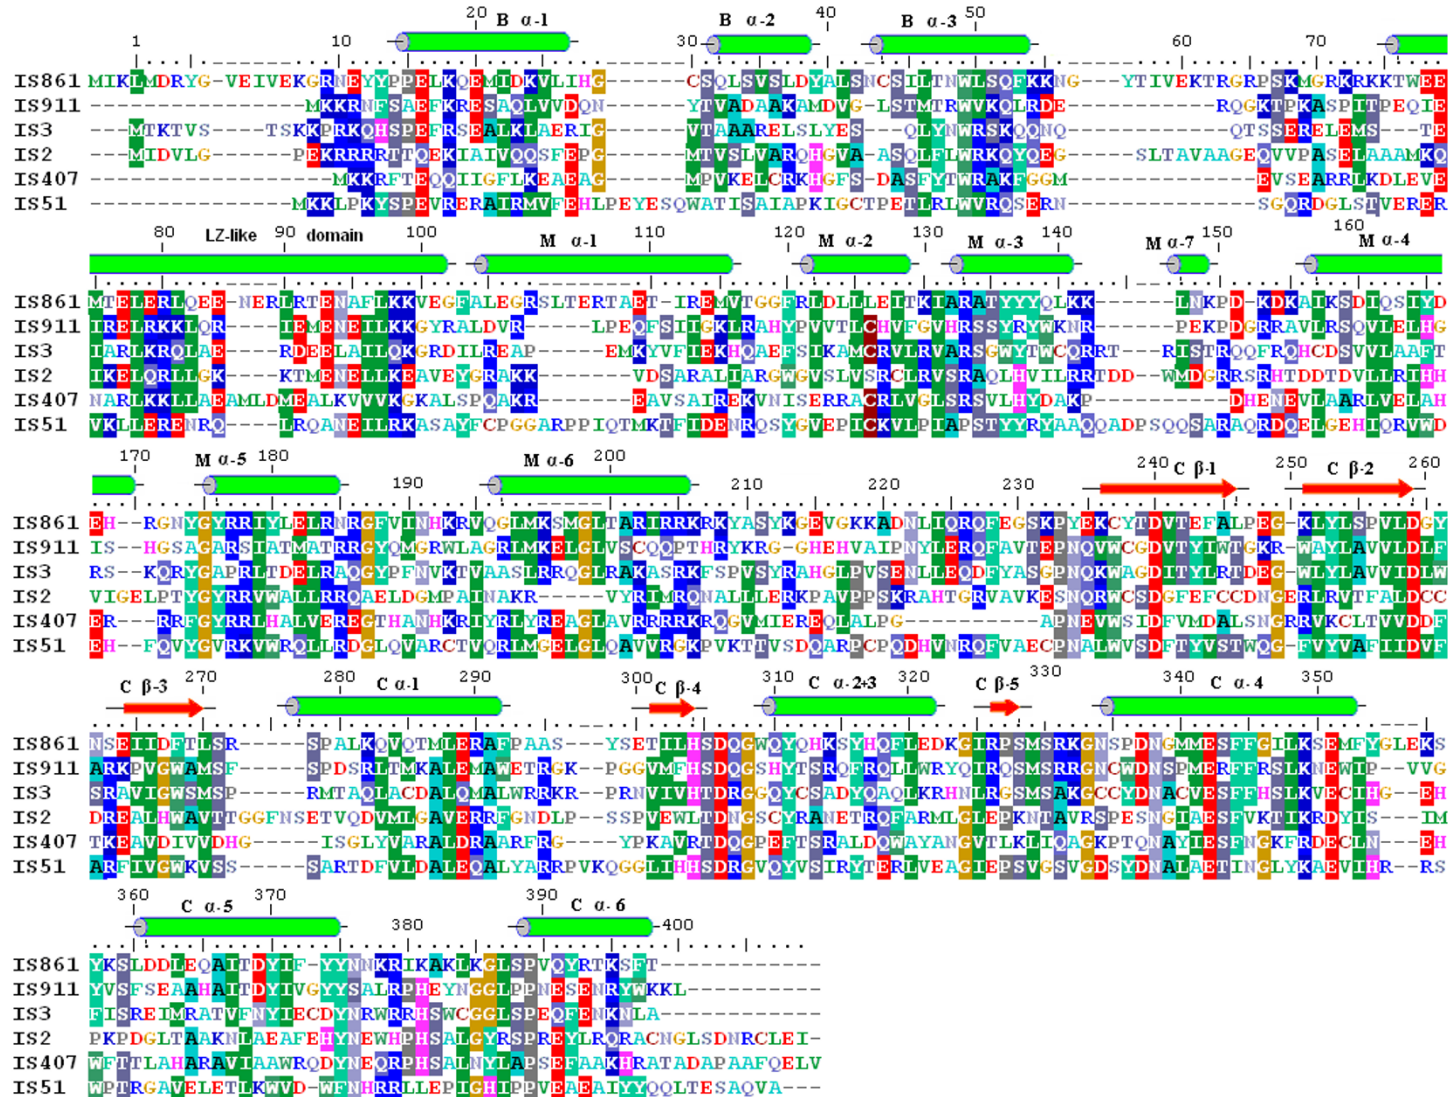 B α-1 B α-2 B α-3
1 10 20 30 40 50 60 70
IS861 MIKLMDRYG-VEIVEKGRNEYYPPELKQEMIDKVLIHG------CSQLSVSLDYALSNCSILTNWLSQFKKNG---YTIVEKTRGRPSKMGRKRKKTWEE
IS911 ----------------MKKRNFSAEFKRESAQLVVDQN------YTVADAAKAMDVG-LSTMTRWVKQLRDE-----------RQGKTPKASPITPEQIE
IS3 ---MTKTVS----TSKKPRKQHSPEFRSEALKLAERIG------VTAAARELSLYES--QLYNWRSKQQNQ------------QTSSERELEMS---TE
IS2 ---MIDVLG------PEKRRRRTTQEKIAIVQQSFEPG------MTVSLVARQHGVA-ASQLFLWRKQYQEG----SLTAVAAGEQVVPASELAAAMKQ
IS407 ------------------MKKRFTEQQIIGFLKEAEAG------MPVKELCRKHGFS-DASFYTWRAKFGGM-------------EVSEARRLKDLEVE
IS51 ---------------MKKLPKYSPEVRERAIRMVFEHLPEYESQWATISAIAPKIGCTPETLRLWVRQSERN-------------SGQRDGLSTVERER
LZ-like domain M α-1 M α-2 M α-3 M α-7 M α-4
80 90 100 110 120 130 140 150 160
IS861 MTELERLQEE-NERLRTENAFLKKVEGFALEGRSLTERTAET-IREMVTGGFRLDLLLEITKIARATYYYQLKK------LNKPD-KDKAIKSDIQSIYD
IS911 IRELRKKLQR----IEMENEILKKGYRALDVR-----LPEQFSIIGKLRAHYPVVTLCHVFGVHRSSYRYWKNR------PEKPDGRRAVLRSQVLELHG
IS3 IARLKRQLAE----RDEELAILQKGRDILREAP------EMKYVFIEKHQAEFSIKAMCRVLRVARSGWYTWCQRRT---RISTRQQFRQHCDSVVLAAFT
IS2 IKELQRLLGK----KTMENELLKEAVEYGRAKK-------VDSARALIARGWGVSLVSRCLRVSRAQLHVILRRTDD--WMDGRRSRHTDDTDVLLRIHH
IS407 NARLKKLLAEAMLDMEALKVVVVKGKALSPQAKR-------EAVSAIREKVNISERRACRLVGLSRSVLHYDAKP----------DHENEVLAARLVELAH
IS51 VKLLERENRQ----LRQANEILRKASAYFCPGGARPPIQTMKTFIDENRQSYGVEPICKVLPIAPSTYYRYAAQQADPSQQSARAQRDQELGEHIQRVWD
M α-5 M α-6 C β-1 C β-2
170 180 190 200 210 220 230 240 250 260
IS861 EH--RGNYGYRRIYLELRNRGFVINHKRVQGLMKSMGLTARIRRKRKYASYKGEVGKKADNLIQRQFEGSKPYEKCYTDVTEFALPEG-KLYLSPVLDGY
IS911 IS--HGSAGARSIATMATRRGYQMGRWLAGRLMKELGLVSCQQPTHRYKRG-GHEHVAIPNYLERQFAVTEPNQVWCGDVTYIWTGKR-WAYLAVVLDLF
IS3 RS--KQRYGAPRLTDELRAQGYPFNVKTVAASLRRQGLRAKASRKFSPVSYRAHGLPVSENLLEQDFYASGPNQKWAGDITYLRTDEG-WLYLAVVIDLW
IS2 VIGELPTYGYRRVWALLRRQAELDGMPAINAKR-----VYRIMRQNALLLERKPAVPPSKRAHTGRVAVKESNQRWCSDGFEFCCDNGERLRVTFALDCC
IS407 ER---RRFGYRRLHALVEREGTHANHKRIYRLYREAGLAVRRRRKRQGVMIEREQLALPG----------APNEVWSIDFVMDALSNGRRVKCLTVVDDF
IS51 EH--FQVYGVRKVWRQLLRDGLQVARCTVQRLMGELGLQAVVRGKPVKTTVSDQARPCPQDHVNRQFVAECPNALWVSDFTYVSTWQG-FVYVAFIIDVF
C β-3 C α-1 C β-4 C α-2+3 C β-5 C α-4
270 280 290 300 310 320 330 340 350
IS861 NSEIIDFTLSR-----SPALKQVQTMLERAFPAAS---YSETILHSDQGWQYQHKSYHQFLEDKGIRPSMSRKGNSPDNGMMESFFGILKSEMFYGLEKS
IS911 ARKPVGWAMSF-----SPDSRLTMKALEMAWETRGK--PGGVMFHSDQGSHYTSRQFRQLLWRYQIRQSMSRRGNCWDNSPMERFFRSLKNEWIP--VVG
IS3 SRAVIGWSMSP-----RMTAQLACDALQMALWRRKR--PRNVIVHTDRGGQYCSADYQAQLKRHNLRGSMSAKGCCYDNACVESFFHSLKVECIHG--EH
IS2 DREALHWAVTTGGFNSETVQDVMLGAVERRFGNDLP--SSPVEWLTDNGSCYRANETRQFARMLGLEPKNTAVRSPESNGIAESFVKTIKRDYIS---IM
IS407 TKEAVDIVVDHG-----ISGLYVARALDRAARFRG---YPKAVRTDQGPEFTSRALDQWAYANGVTLKLIQAGKPTQNAYIESFNGKFRDECLN---EH
IS51 ARFIVGWKVSS-----SARTDFVLDALEQALYARRPVKQGGLIHHSDRGVQYVSIRYTERLVEAGIEPSVGSVGDSYDNALAETINGLYKAEVIHR--RS
C α-5 C α-6
360 370 380 390 400
IS861 YKSLDDLEQAITDYIF-YYNNKRIKAKLKGLSPVQYRTKSFT------------
IS911 YVSFSEAAHAITDYIVGYYSALRPHEYNGGLPPNESENRYWKKL----------
IS3 FISREIMRATVFNYIECDYNRWRRHSWCGGLSPEQFENKNLA------------
IS2 PKPDGLTAAKNLAEAFEHYNEWHPHSALGYRSPREYLRQRACNGLSDNRCLEI-
IS407 WFTTLAHARAVIAAWRQDYNEQRPHSALNYLAPSEFAAKHRATADAPAAFQELV
IS51 WPTRGAVELETLKWVD-WFNHRRLLEPIGHIPPVEAEAIYYQQLTESAQVA---